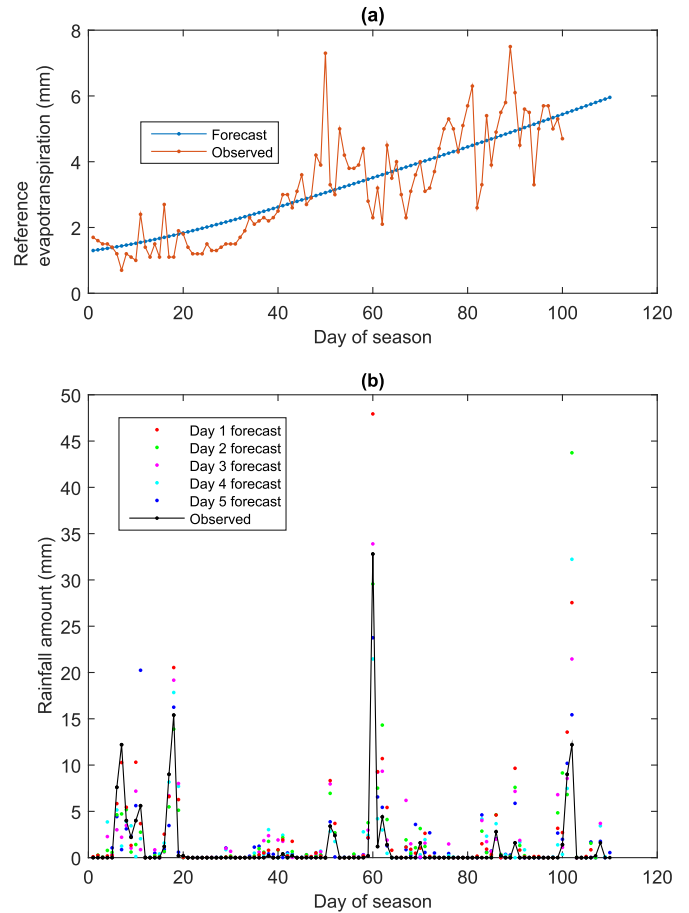 (a)
8
6
4
2
0
Reference
evapotranspiration (mm)
Forecast
Observed
0 20 40 60 80 100 120
Day of season
(b)
50
45
40
35
30
25
20
15
10
5
0
Rainfall amount (mm)
Day 1 forecast
Day 2 forecast
Day 3 forecast
Day 4 forecast
Day 5 forecast
Observed
0 20 40 60 80 100 120
Day of season